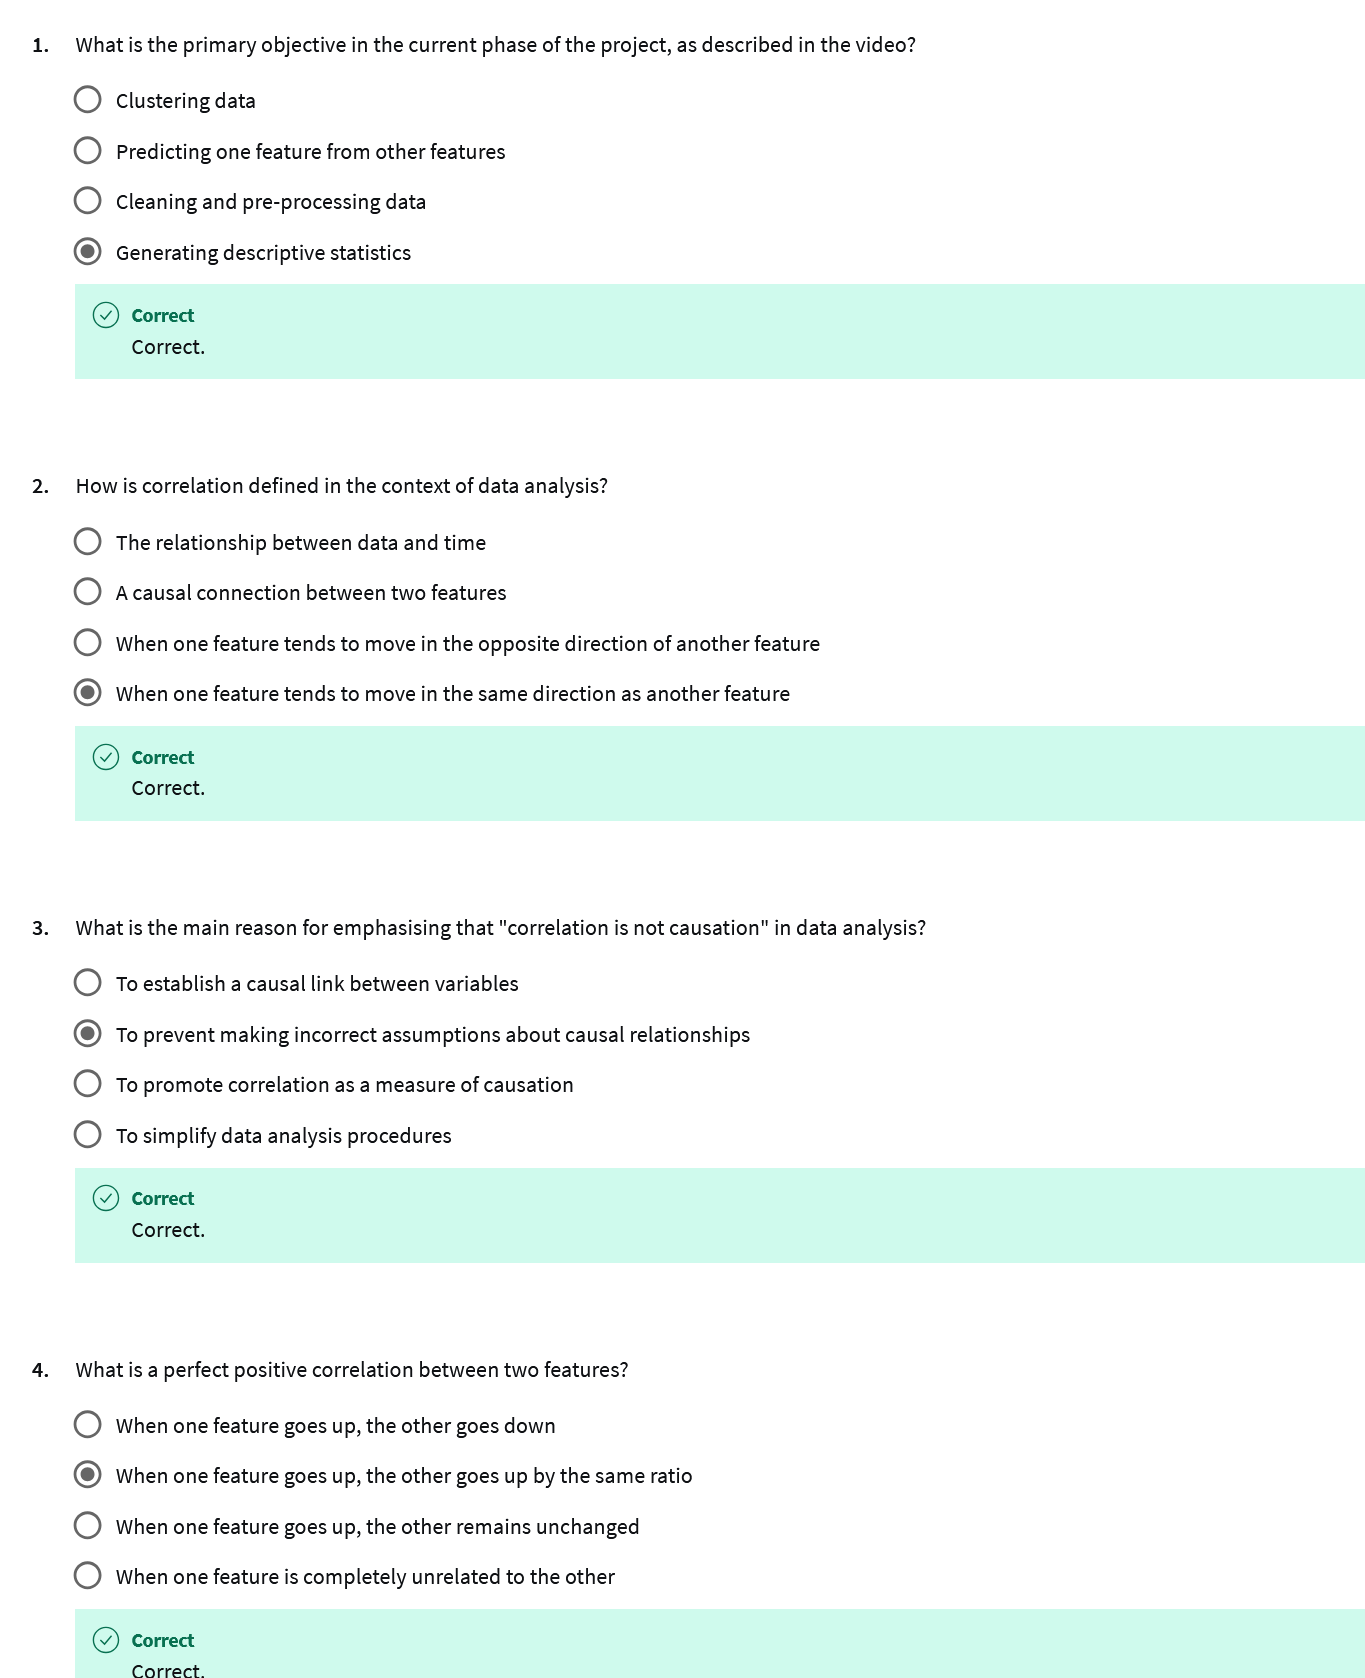 1. What is the primary objective in the current phase of the project, as described in the video?
Clustering data
Predicting one feature from other features
Cleaning and pre-processing data
Generating descriptive statistics
Correct
Correct.
2. How is correlation defined in the context of data analysis?
The relationship between data and time
A causal connection between two features
When one feature tends to move in the opposite direction of another feature
When one feature tends to move in the same direction as another feature
Correct
Correct.
3. What is the main reason for emphasising that "correlation is not causation" in data analysis?
To establish a causal link between variables
To prevent making incorrect assumptions about causal relationships
To promote correlation as a measure of causation
To simplify data analysis procedures
Correct
Correct.
4. What is a perfect positive correlation between two features?
When one feature goes up, the other goes down
When one feature goes up, the other goes up by the same ratio
When one feature goes up, the other remains unchanged
When one feature is completely unrelated to the other
Correct
Correct.